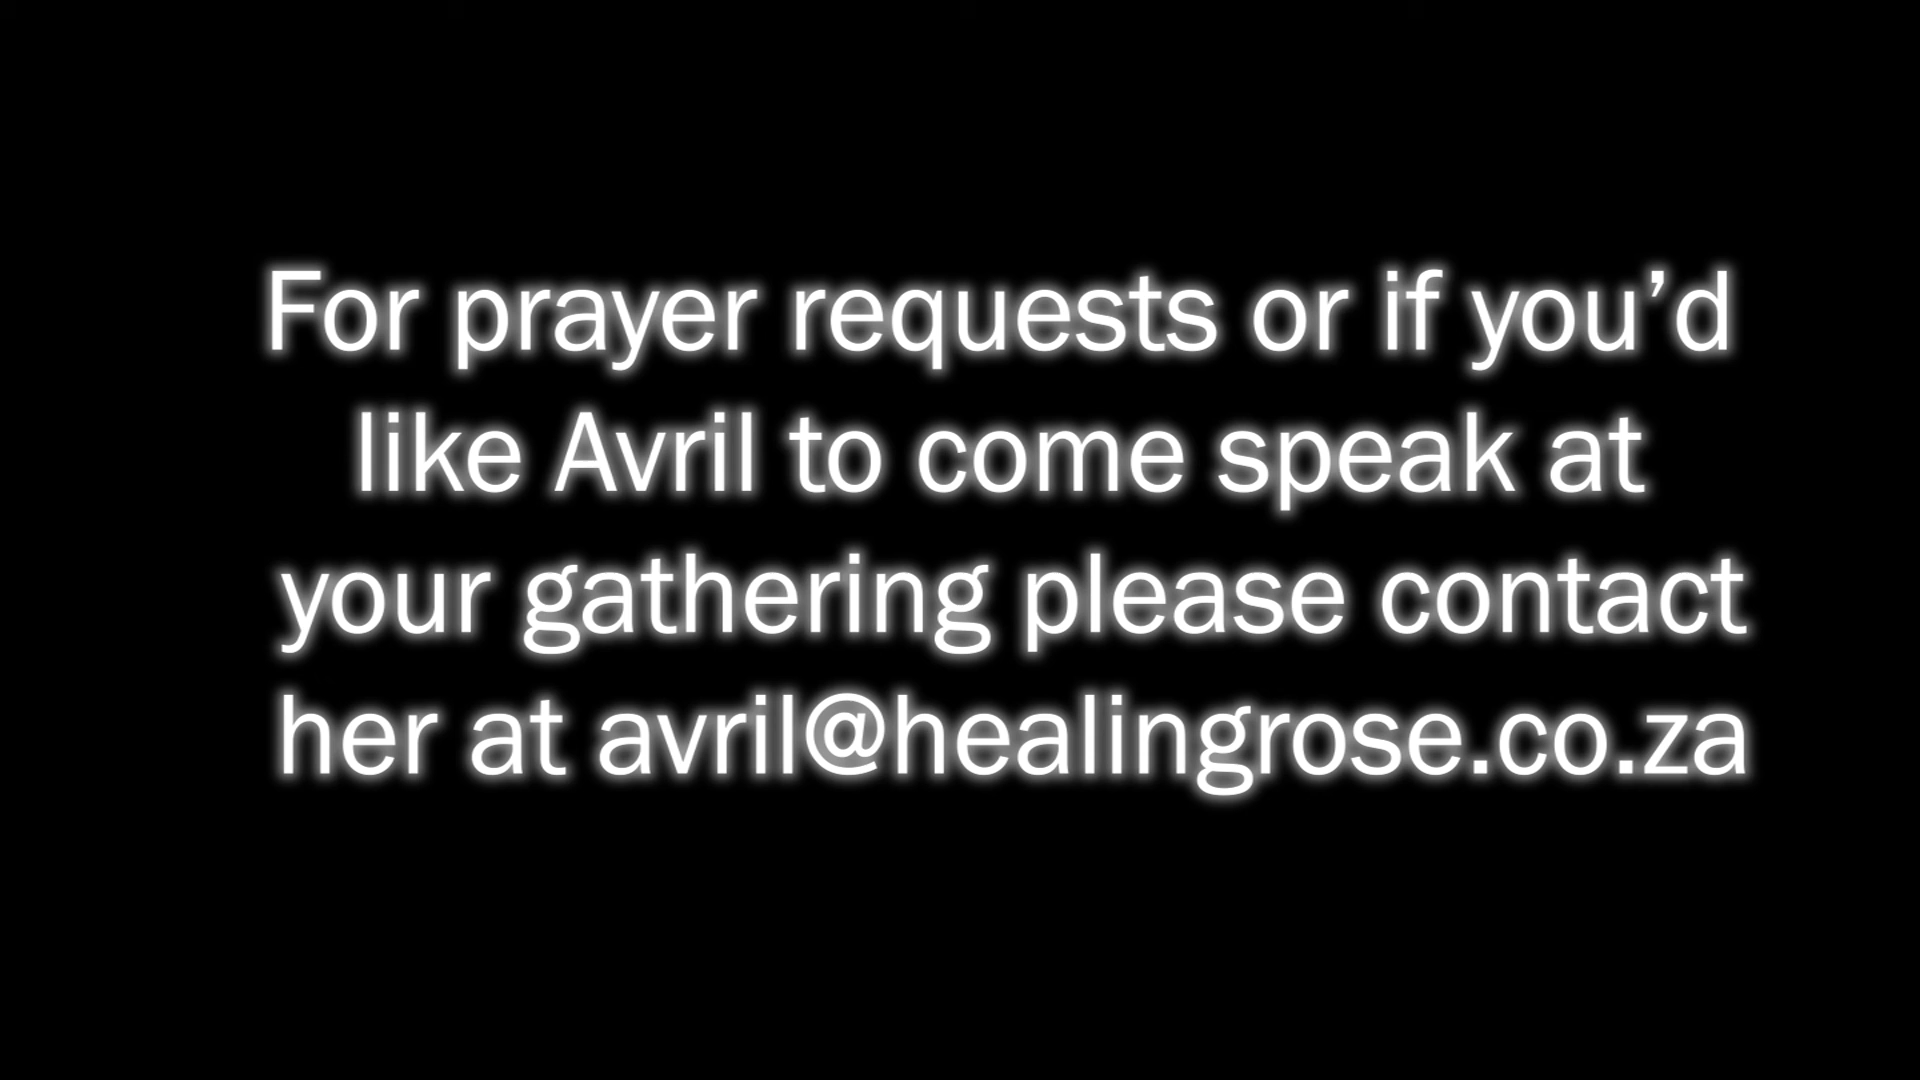 For prayer requests or if you’d
like Avril to come speak at
your gathering please contact
her at avril@healingrose.co.za